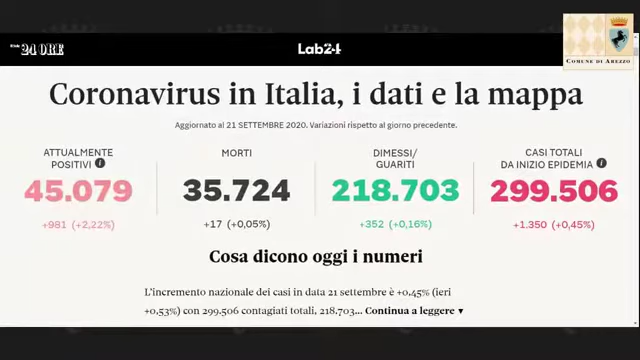 24 ORE
Lab24
COMUNE DI AREZZO
Coronavirus in Italia, i dati e la mappa
Aggiornato al 21 SETTEMBRE 2020. Variazioni rispetto al giorno precedente.
ATTUALMENTE
POSITIVI
45.079
+981 (+2,22%)
MORTI
35.724
+17 (+0,05%)
DIMESSI/
GUARITI
218.703
+352 (+0,16%)
CASI TOTALI
DA INIZIO EPIDEMIA
299.506
+1.350 (+0,45%)
Cosa dicono oggi i numeri
L'incremento nazionale dei casi in data 21 settembre è +0,45% (ieri
+0,53%) con 299.506 contagiati totali, 218.703... Continua a leggere